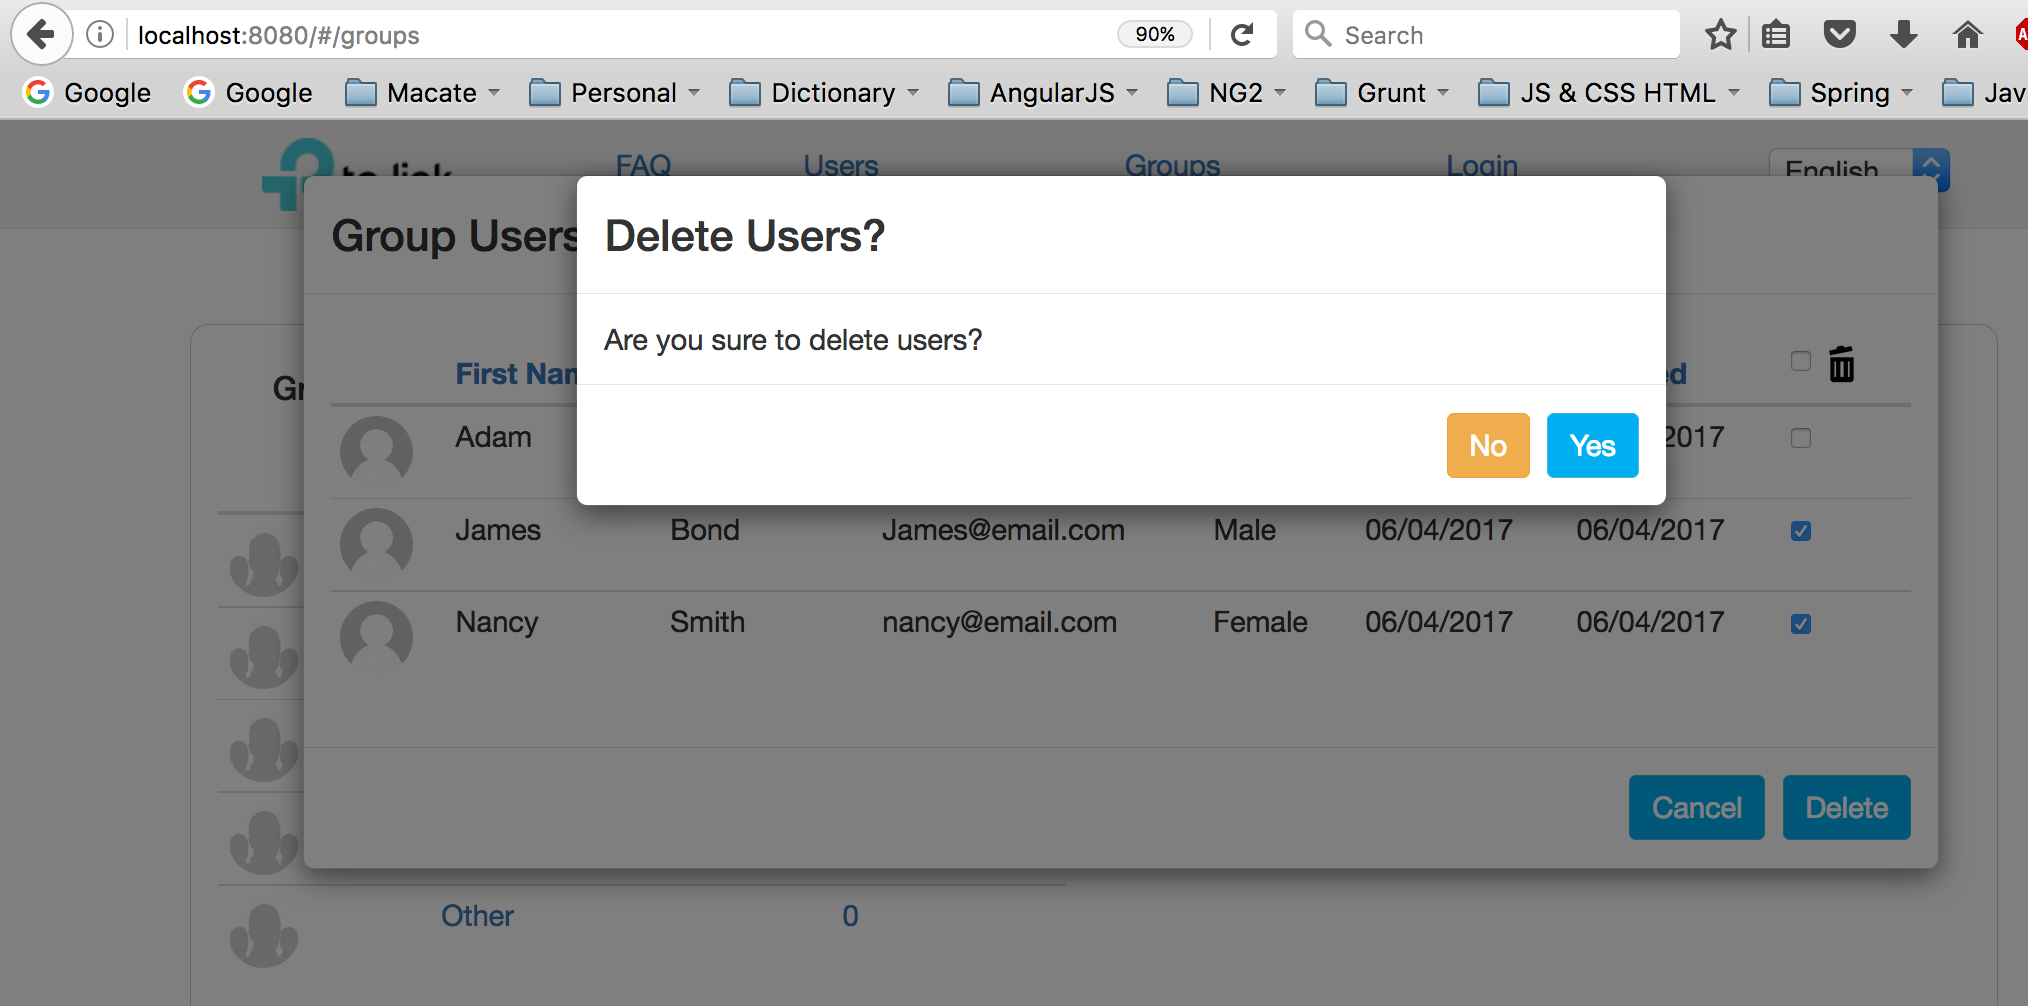 localhost:8080/#/groups 90% Search
Google Google Macate Personal Dictionary AngularJS NG2 Grunt JS & CSS HTML Spring
FAQ Users Groups Login English
Group Users
Delete Users?
Are you sure to delete users?
First
No Yes
Adam
James Bond James@email.com Male 06/04/2017 06/04/2017
Nancy Smith nancy@email.com Female 06/04/2017 06/04/2017
Cancel Delete
Other 0